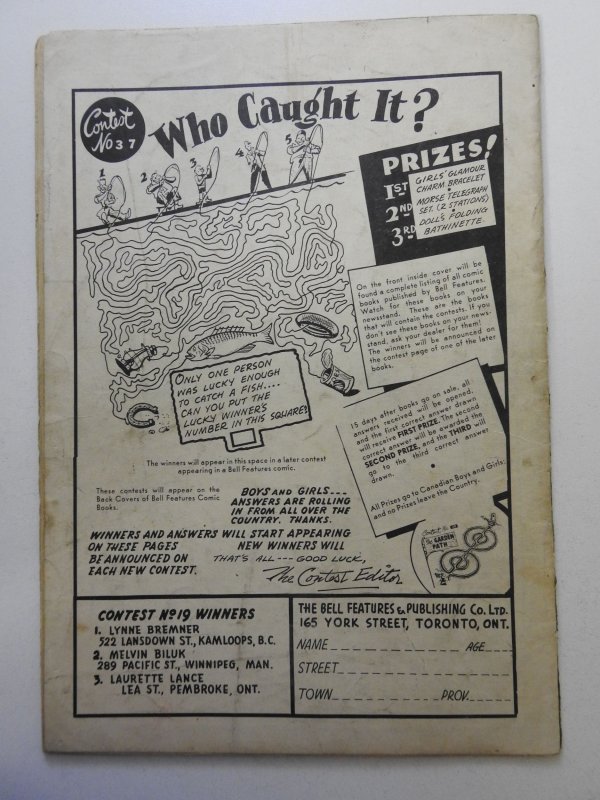 Contest
No 37
Who Caught It?
1
2
3
4
5
PRIZES!
1ST GIRLS' GLAMOUR
CHARM BRACELET
2ND MORSE TELEGRAPH
SET. (2 STATIONS)
3RD DOLL'S FOLDING
BATHINETTE.
On the front inside cover will be
found a complete listing of all comic
books published by Bell Features.
Watch for these books on your
newsstand. These are the books
that will contain the contests. If you
don't see these books on your news-
stand, ask your dealer for them!
The winners will be announced on
the contest page of one of the later
books.
ONLY ONE PERSON
WAS LUCKY ENOUGH
TO CATCH A FISH....
CAN YOU PUT THE
LUCKY WINNER'S
NUMBER IN THIS SQUARE?
15 days after books go on sale, all
answers received will be opened,
and the first correct answer drawn
will receive FIRST PRIZE. The second
correct answer will be awarded the
SECOND PRIZE, and the THIRD will
go to the third correct answer
drawn.
All Prizes go to Canadian Boys and Girls
and no Prizes leave the Country.
The winners will appear in this space in a later contest
appearing in a Bell Features comic.
These contests will appear on the
Back Covers of Bell Features Comic
Books.
BOYS AND GIRLS---
ANSWERS ARE ROLLING
IN FROM ALL OVER THE
COUNTRY. THANKS.
WINNERS AND ANSWERS WILL START APPEARING
ON THESE PAGES NEW WINNERS WILL
BE ANNOUNCED ON
EACH NEW CONTEST.
THAT'S ALL --- GOOD LUCK,
The Contest Editor
the GARDEN
PATH
CONTEST No 19 WINNERS
1. LYNNE BREMNER
522 LANSDOWN ST., KAMLOOPS, B.C.
2. MELVIN BILUK
289 PACIFIC ST., WINNIPEG, MAN.
3. LAURETTE LANCE
LEA ST., PEMBROKE, ONT.
THE BELL FEATURES & PUBLISHING CO. LTD.
165 YORK STREET, TORONTO, ONT.
NAME AGE
STREET
TOWN PROV.